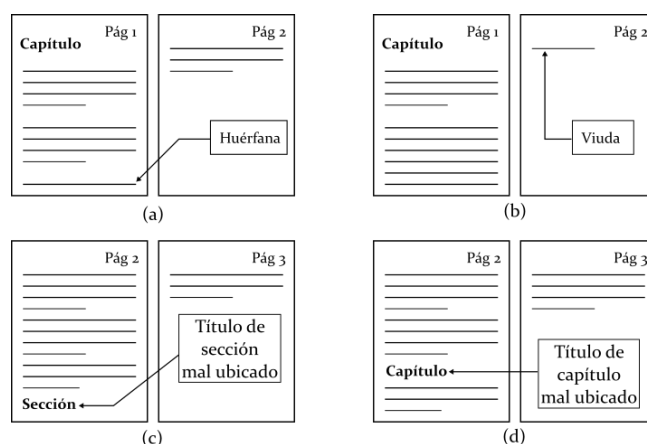 Pág 1
Capítulo
Pág 2
Huérfana
(a)
Pág 1
Capítulo
Pág 2
Viuda
(b)
Pág 2
Sección
Pág 3
Título de
sección
mal ubicado
(c)
Pág 2
Capítulo
Pág 3
Título de
capítulo
mal ubicado
(d)